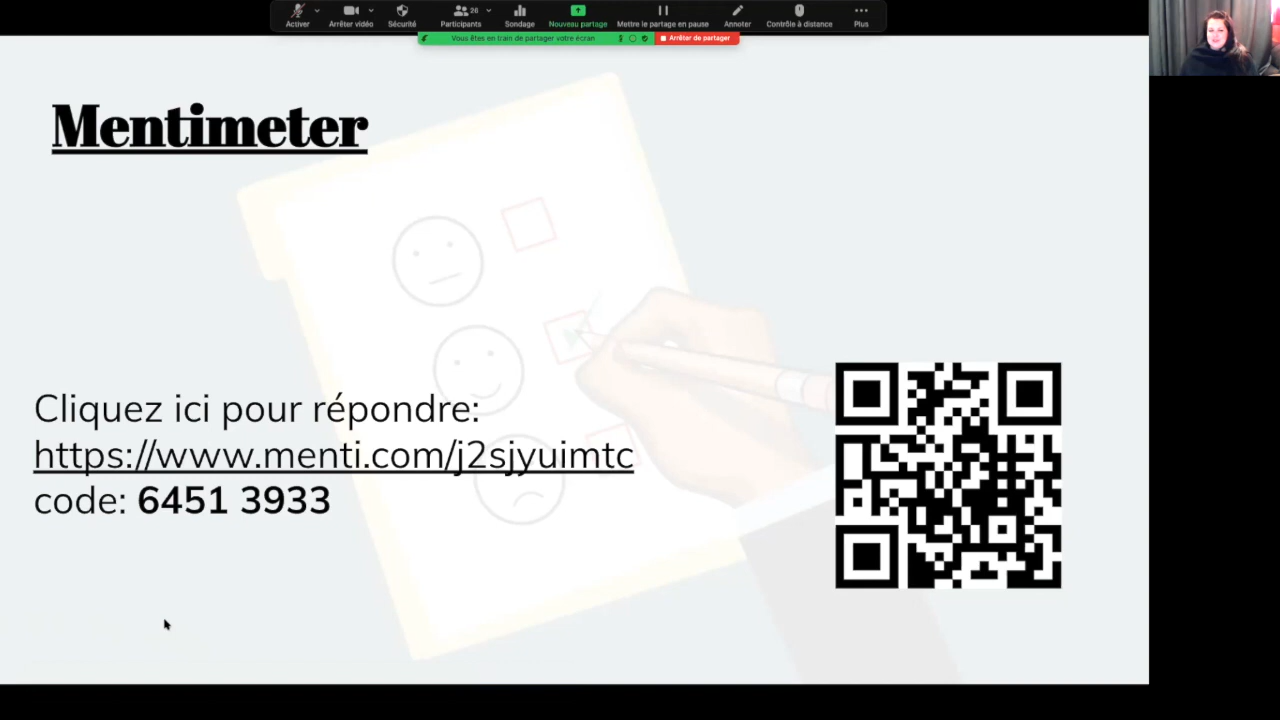 Activer
Arrêter vidéo
Sécurité
Participants
26
Sondage
Nouveau partage
Mettre le partage en pause
Annoter
Contrôle à distance
Plus
Vous êtes en train de partager votre écran
Arrêter de partager
Mentimeter
Cliquez ici pour répondre:
https://www.menti.com/j2sjyuimtc
code: 6451 3933